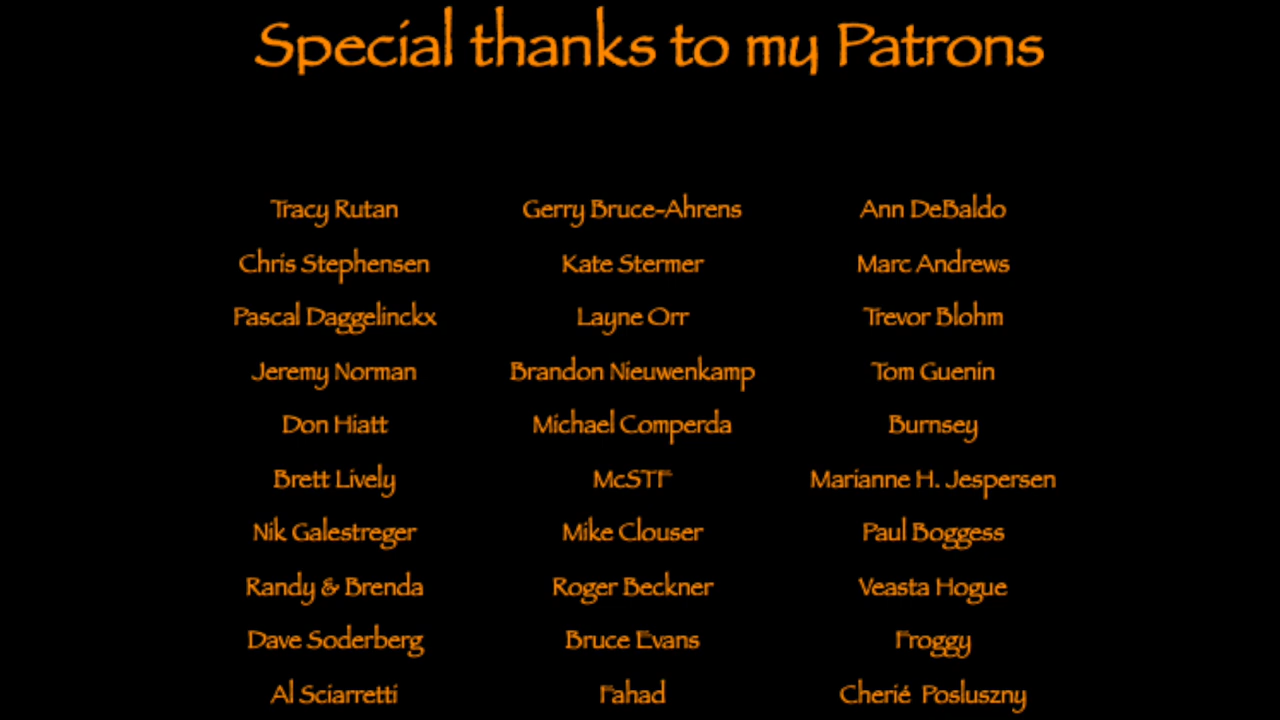 Special thanks to my Patrons
Tracy Rutan Gerry Bruce-Ahrens Ann DeBaldo
Chris Stephensen Kate Stermer Marc Andrews
Pascal Daggelinckx Layne Orr Trevor Blohm
Jeremy Norman Brandon Nieuwenkamp Tom Guenin
Don Hiatt Michael Comperda Burnsey
Brett Lively McSTF Marianne H. Jespersen
Nik Galestreger Mike Clouser Paul Boggess
Randy & Brenda Roger Beckner Veasta Hogue
Dave Soderberg Bruce Evans Froggy
Al Sciarretti Fahad Cherié Posluszny